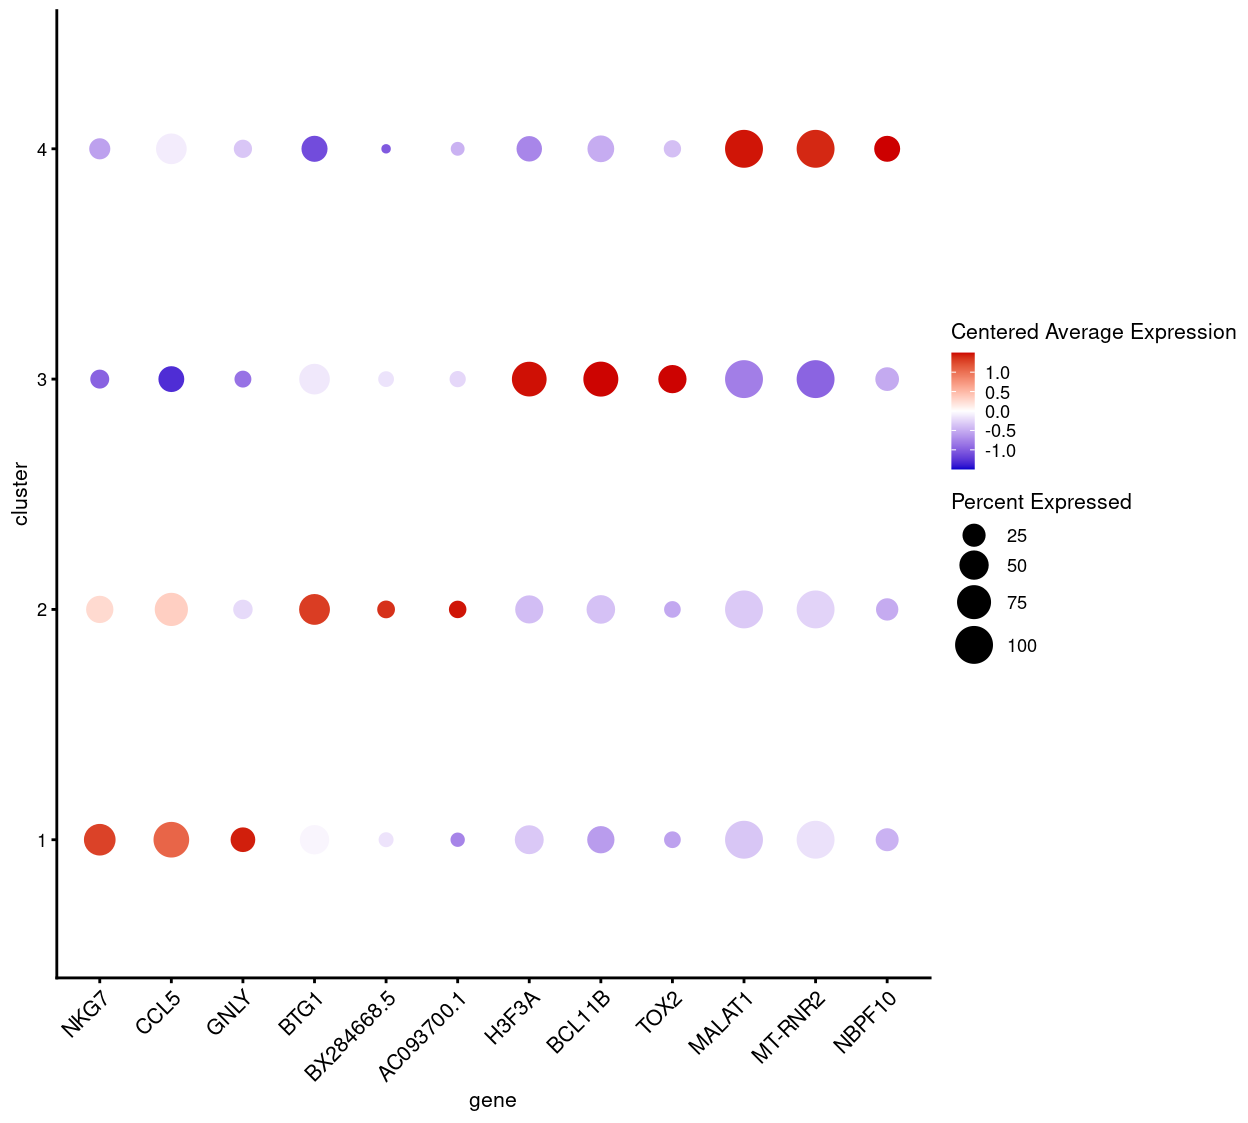 4
3
2
1
cluster
NKG7
CCL5
GNLY
BTG1
BX284668.5
AC093700.1
H3F3A
BCL11B
TOX2
MALAT1
MT-RNR2
NBPF10
gene
Centered Average Expression
1.0
0.5
0.0
-0.5
-1.0
Percent Expressed
25
50
75
100